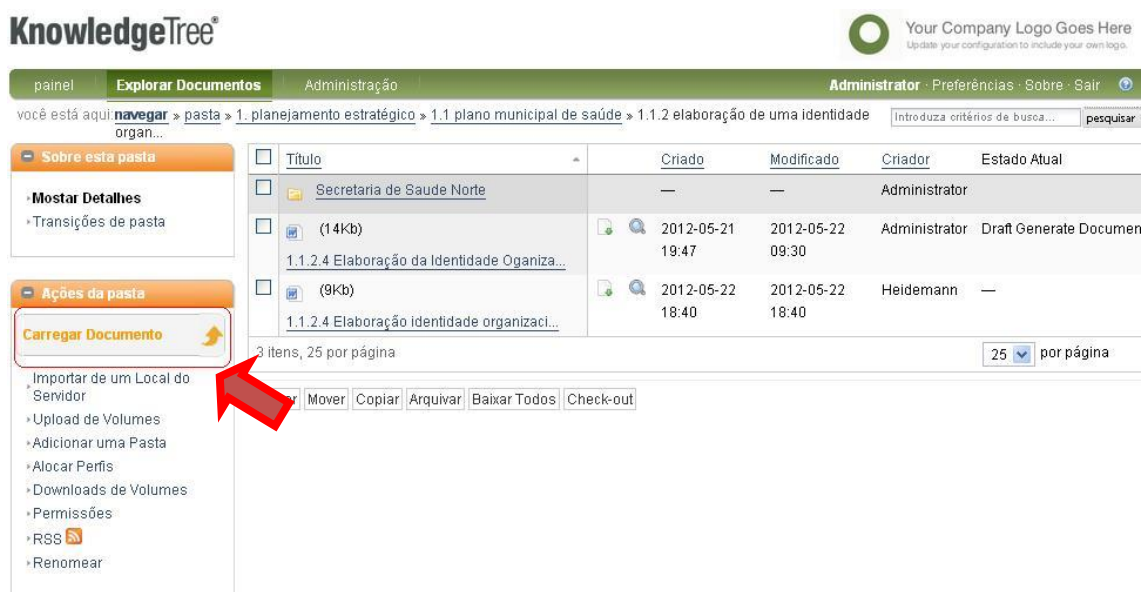 KnowledgeTree®
Your Company Logo Goes Here
Update your configuration to include your own logo.
painel Explorar Documentos Administração Administrator · Preferências · Sobre · Sair
você está aqui: navegar » pasta » 1. planejamento estratégico » 1.1 plano municipal de saúde » 1.1.2 elaboração de uma identidade
organ...
Introduza critérios de busca... pesquisar
Sobre esta pasta
Mostar Detalhes
Transições de pasta
Ações da pasta
Carregar Documento
Importar de um Local do
Servidor
Upload de Volumes
Adicionar uma Pasta
Alocar Perfis
Downloads de Volumes
Permissões
RSS
Renomear
Título Criado Modificado Criador Estado Atual
Secretaria de Saude Norte — — Administrator
(14Kb) 2012-05-21 2012-05-22 Administrator Draft Generate Documen
19:47 09:30
1.1.2.4 Elaboração da Identidade Oganiza...
(9Kb) 2012-05-22 2012-05-22 Heidemann —
18:40 18:40
1.1.2.4 Elaboração identidade organizaci...
3 itens, 25 por página 25 por página
Mover Copiar Arquivar Baixar Todos Check-out